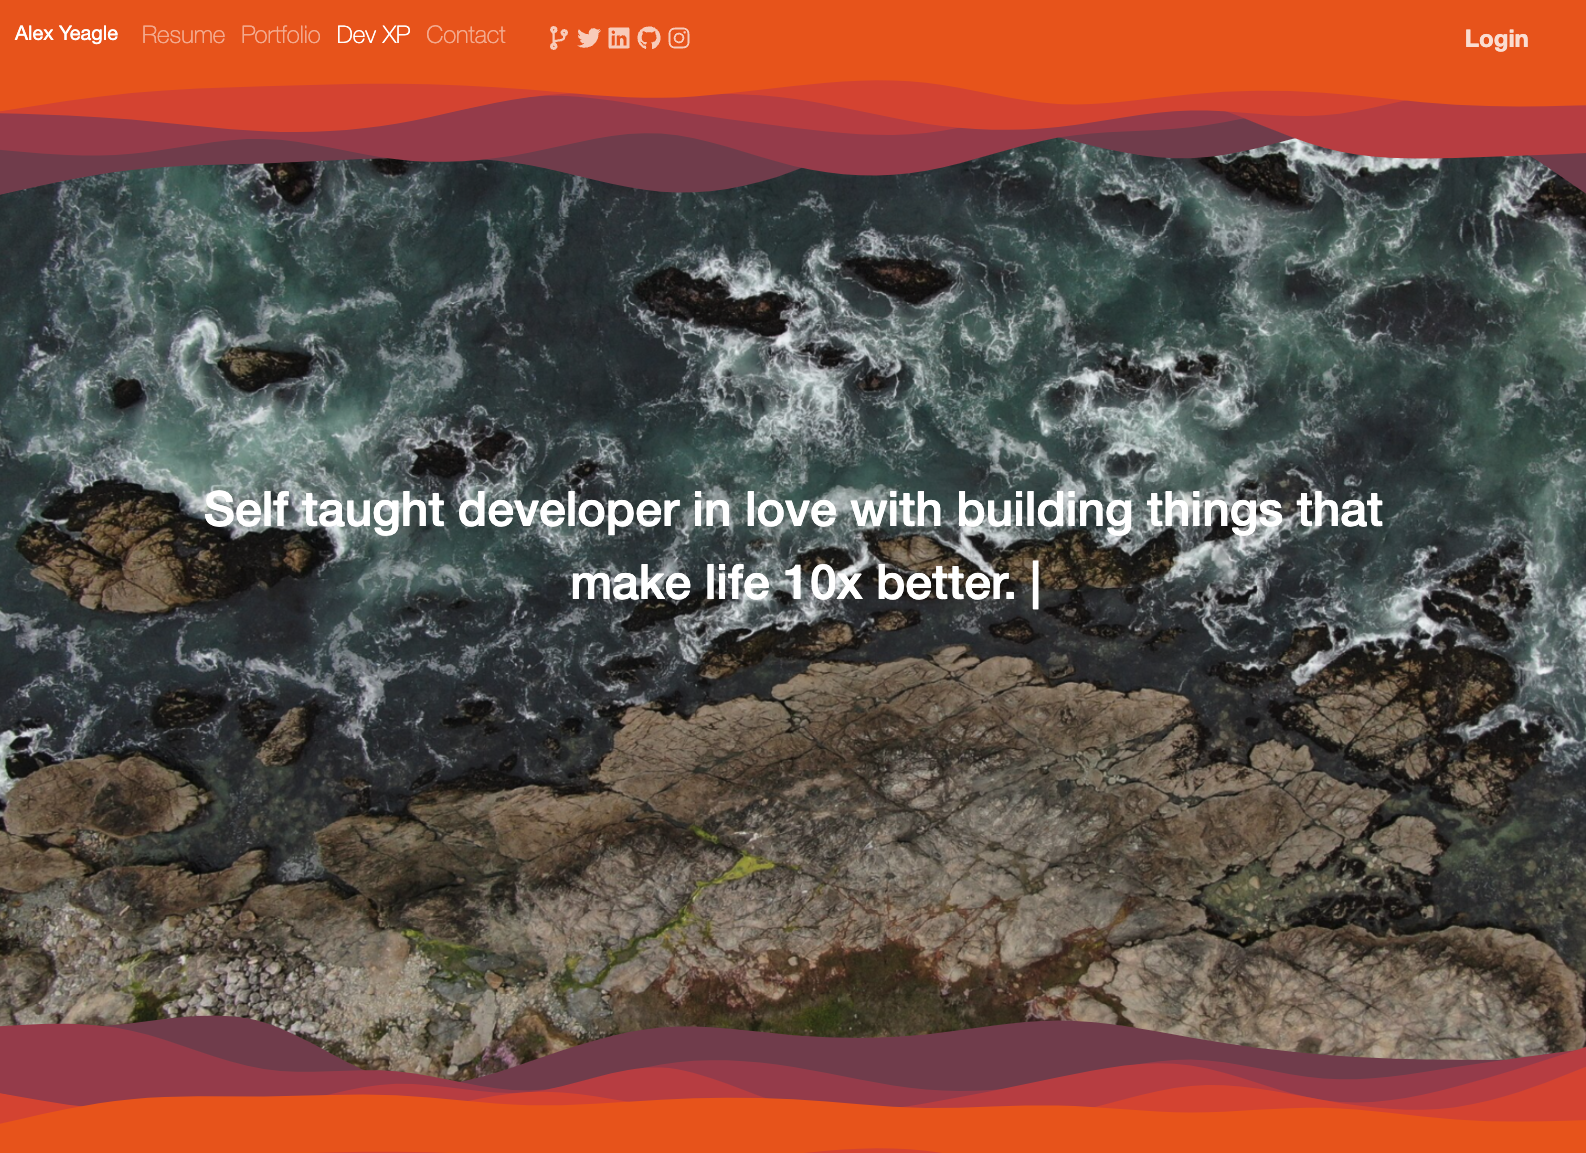 Alex Yeagle Resume Portfolio Dev XP Contact Login
Self taught developer in love with building things that
make life 10x better. |